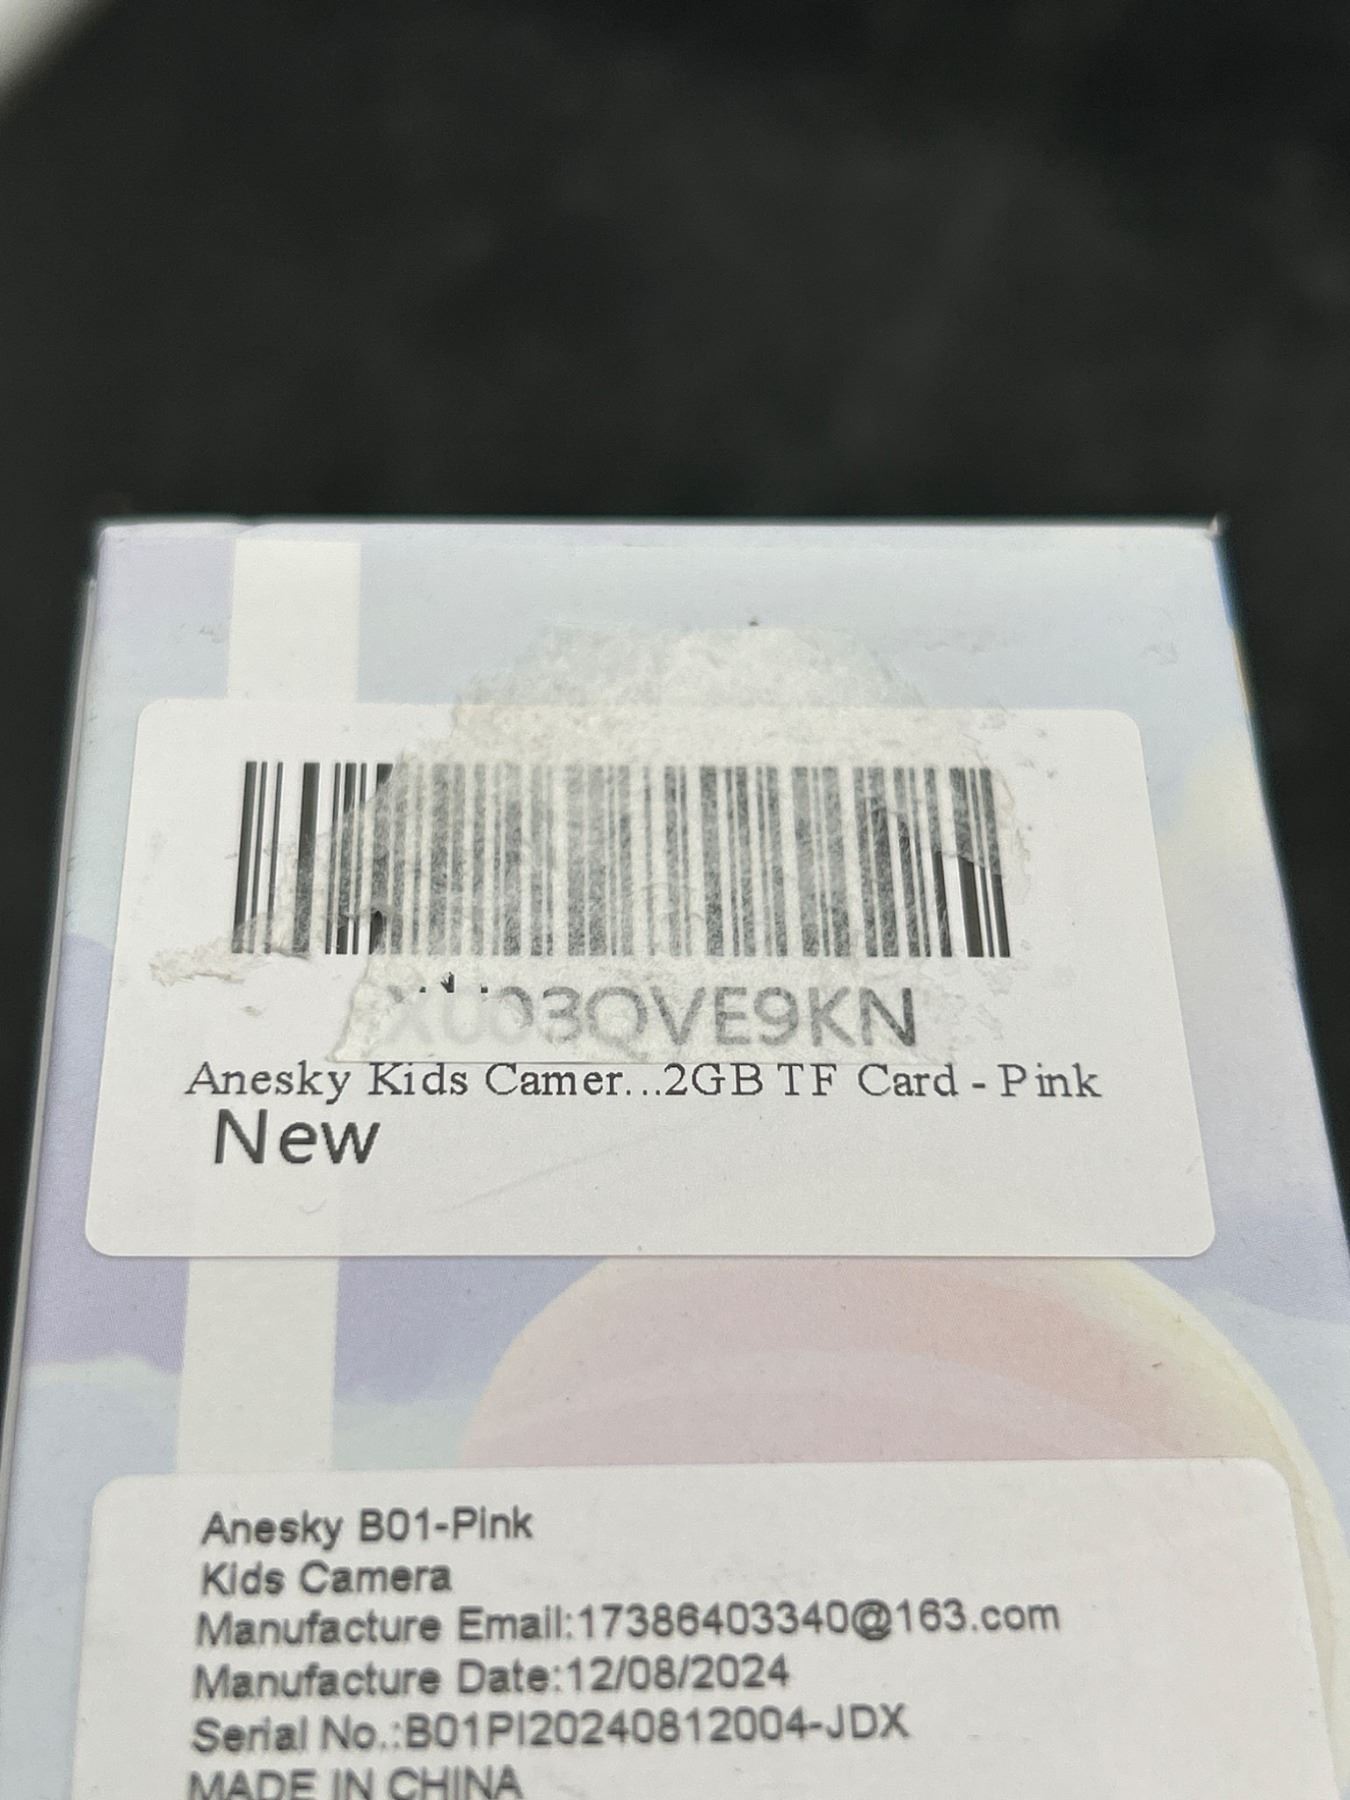 X003QVE9KN
Anesky Kids Camer...2GB TF Card - Pink
New
Anesky B01-Pink
Kids Camera
Manufacture Email:17386403340@163.com
Manufacture Date:12/08/2024
Serial No.:B01PI20240812004-JDX
MADE IN CHINA